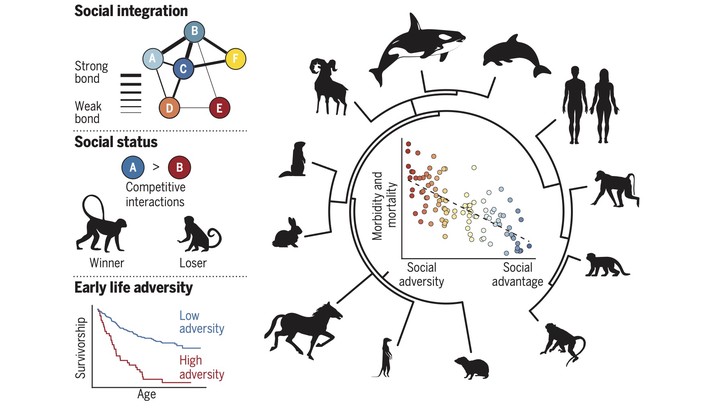 Social integration
B
A
C
F
D
E
Strong
bond
Weak
bond
Social status
A > B
Competitive
interactions
Winner
Loser
Early life adversity
Survivorship
Low
adversity
High
adversity
Age
Morbidity and
mortality
Social
adversity
Social
advantage